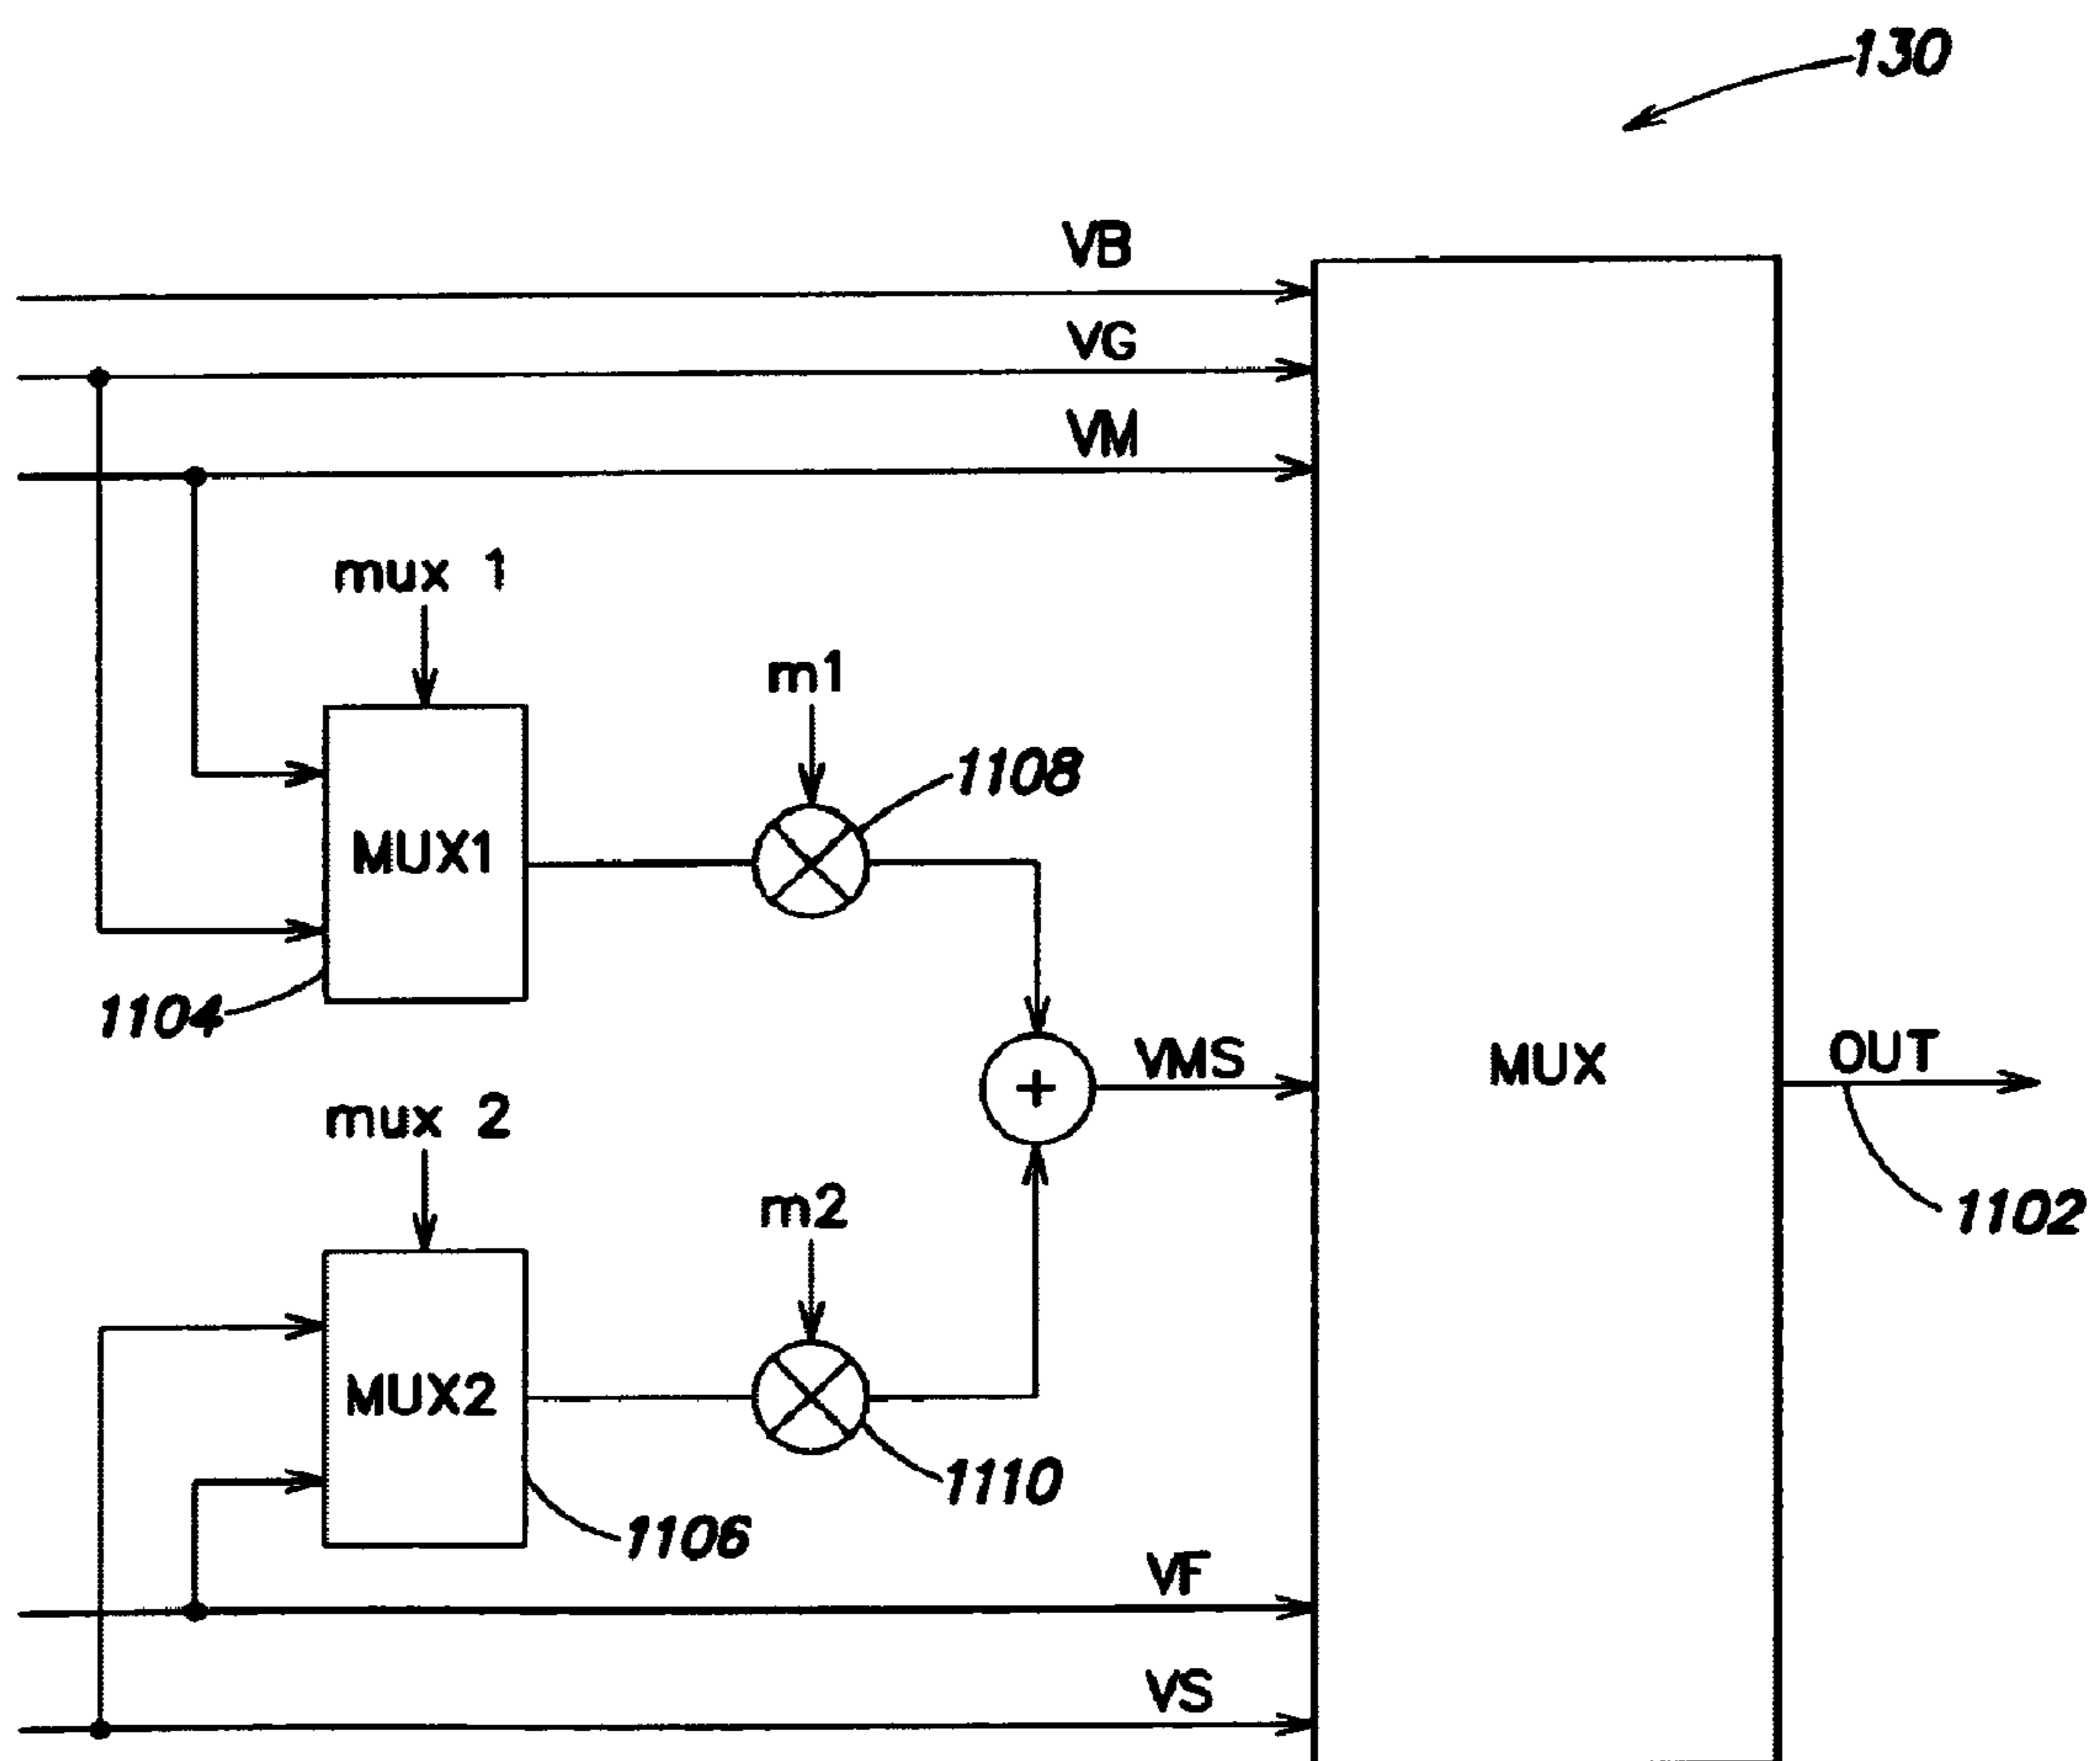 130
VB
VG
VM
mux 1
m1
1108
MUX1
1104
VMS
MUX
OUT
mux 2
m2
1102
MUX2
1110
1106
VF
VS